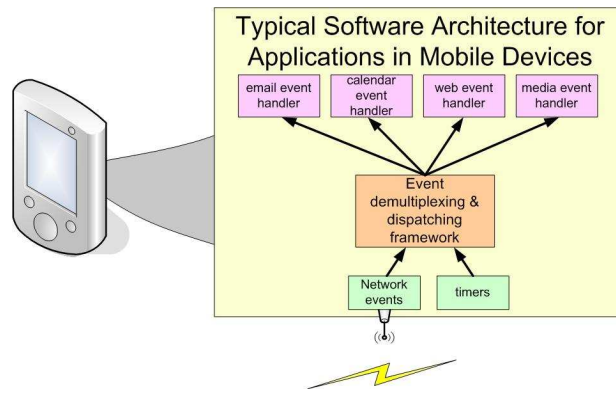 Typical Software Architecture for
Applications in Mobile Devices
email event
handler
calendar
event
handler
web event
handler
media event
handler
Event
demultiplexing &
dispatching
framework
Network
events
timers